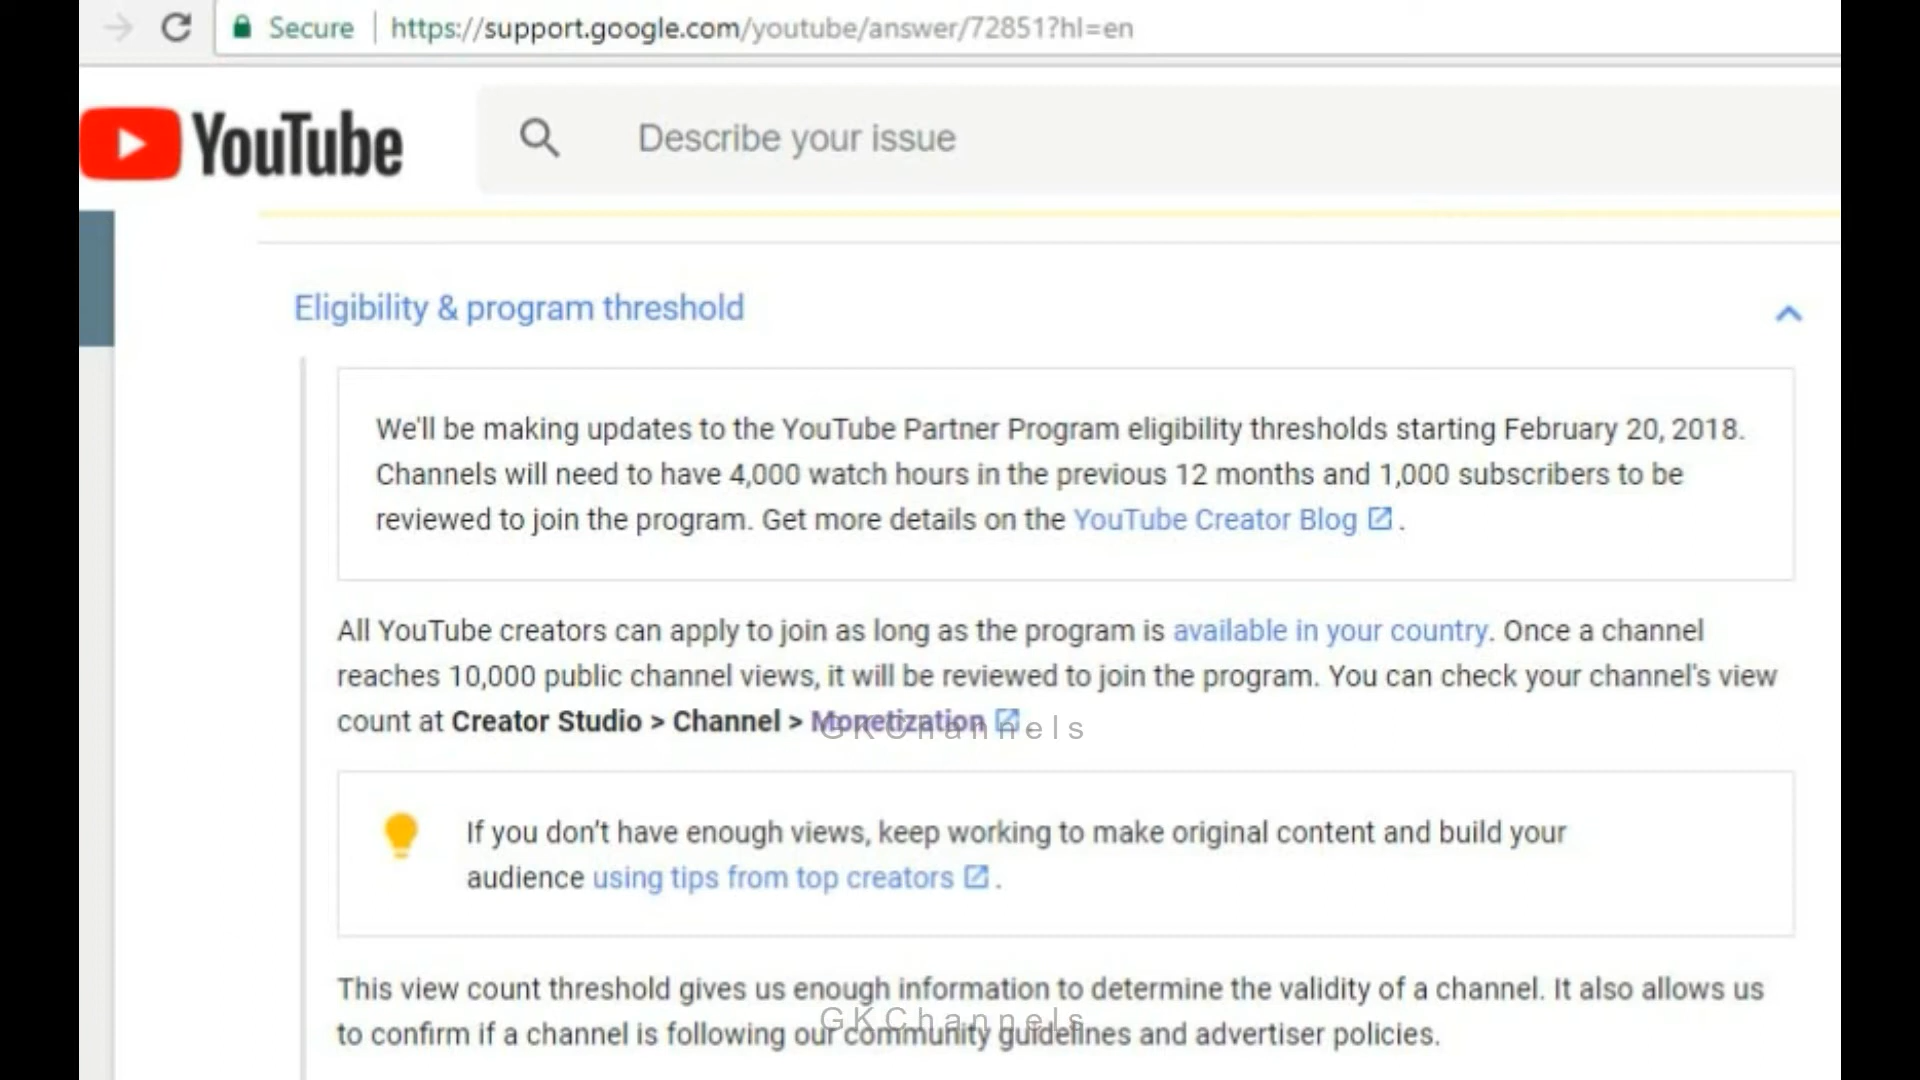 Secure https://support.google.com/youtube/answer/72851?hl=en
YouTube
Describe your issue
Eligibility & program threshold
We'll be making updates to the YouTube Partner Program eligibility thresholds starting February 20, 2018.
Channels will need to have 4,000 watch hours in the previous 12 months and 1,000 subscribers to be
reviewed to join the program. Get more details on the YouTube Creator Blog .
All YouTube creators can apply to join as long as the program is available in your country. Once a channel
reaches 10,000 public channel views, it will be reviewed to join the program. You can check your channel's view
count at Creator Studio > Channel > Monetization .
GKChannels
If you don’t have enough views, keep working to make original content and build your
audience using tips from top creators .
This view count threshold gives us enough information to determine the validity of a channel. It also allows us
GKChannels
to confirm if a channel is following our community guidelines and advertiser policies.